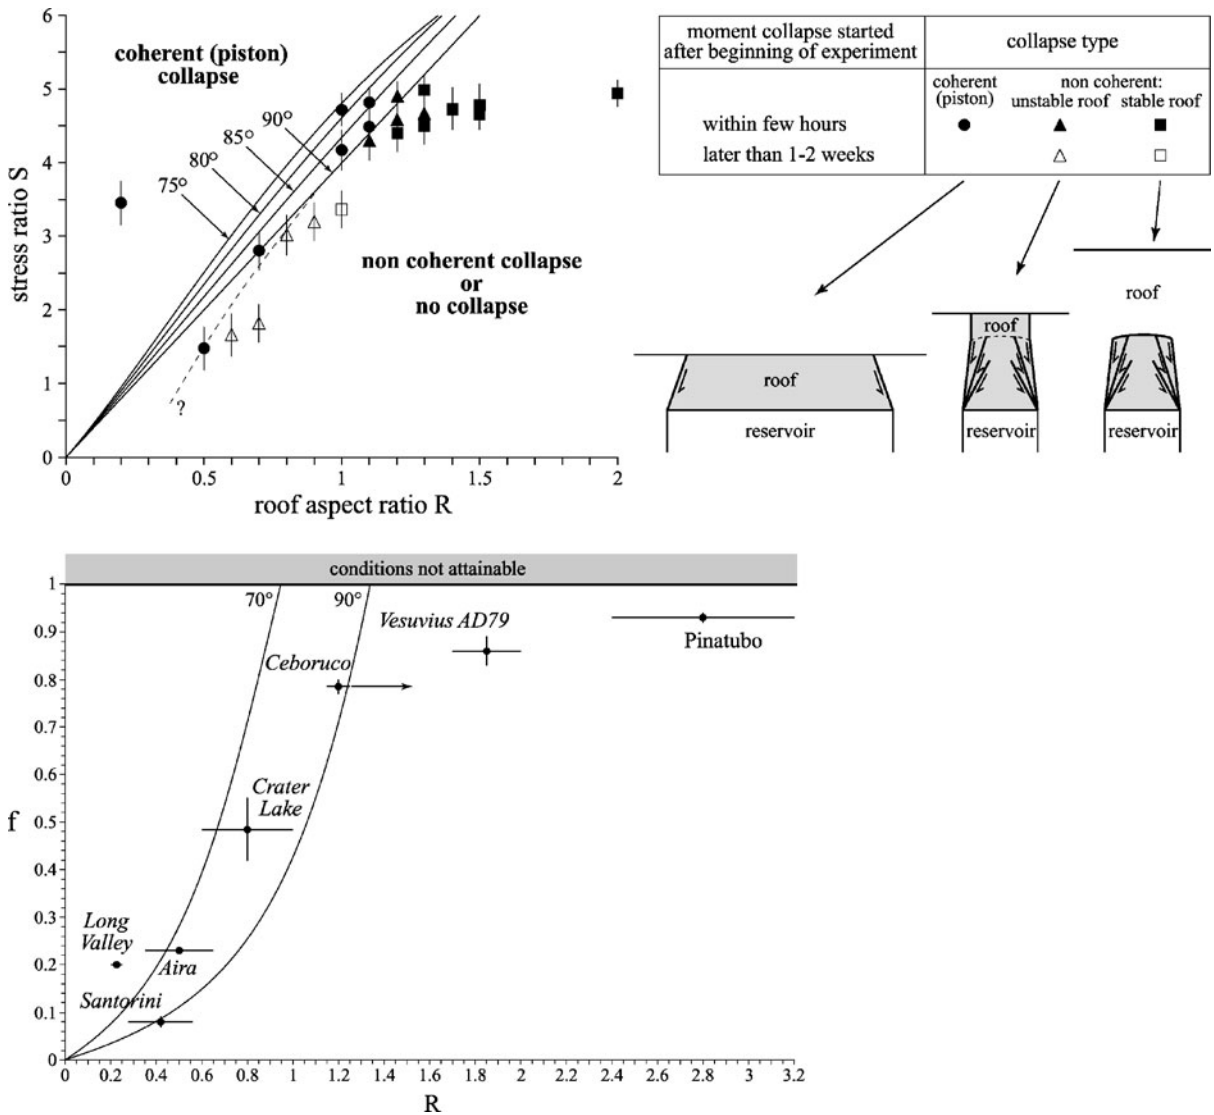 6
5
4
3
2
1
0
stress ratio S
coherent (piston)
collapse
75°
80°
85°
90°
non coherent collapse
or
no collapse
?
0
0.5
1
1.5
2
roof aspect ratio R
moment collapse started
after beginning of experiment
collapse type
coherent
(piston)
non coherent:
unstable roof
stable roof
within few hours
later than 1-2 weeks
roof
reservoir
roof
reservoir
roof
reservoir
conditions not attainable
1
0.9
0.8
0.7
0.6
0.5
0.4
0.3
0.2
0.1
0
f
70°
90°
Vesuvius AD79
Pinatubo
Ceboruco
Crater
Lake
Long
Valley
Aira
Santorini
0
0.2
0.4
0.6
0.8
1
1.2
1.4
1.6
1.8
2
2.2
2.4
2.6
2.8
3
3.2
R